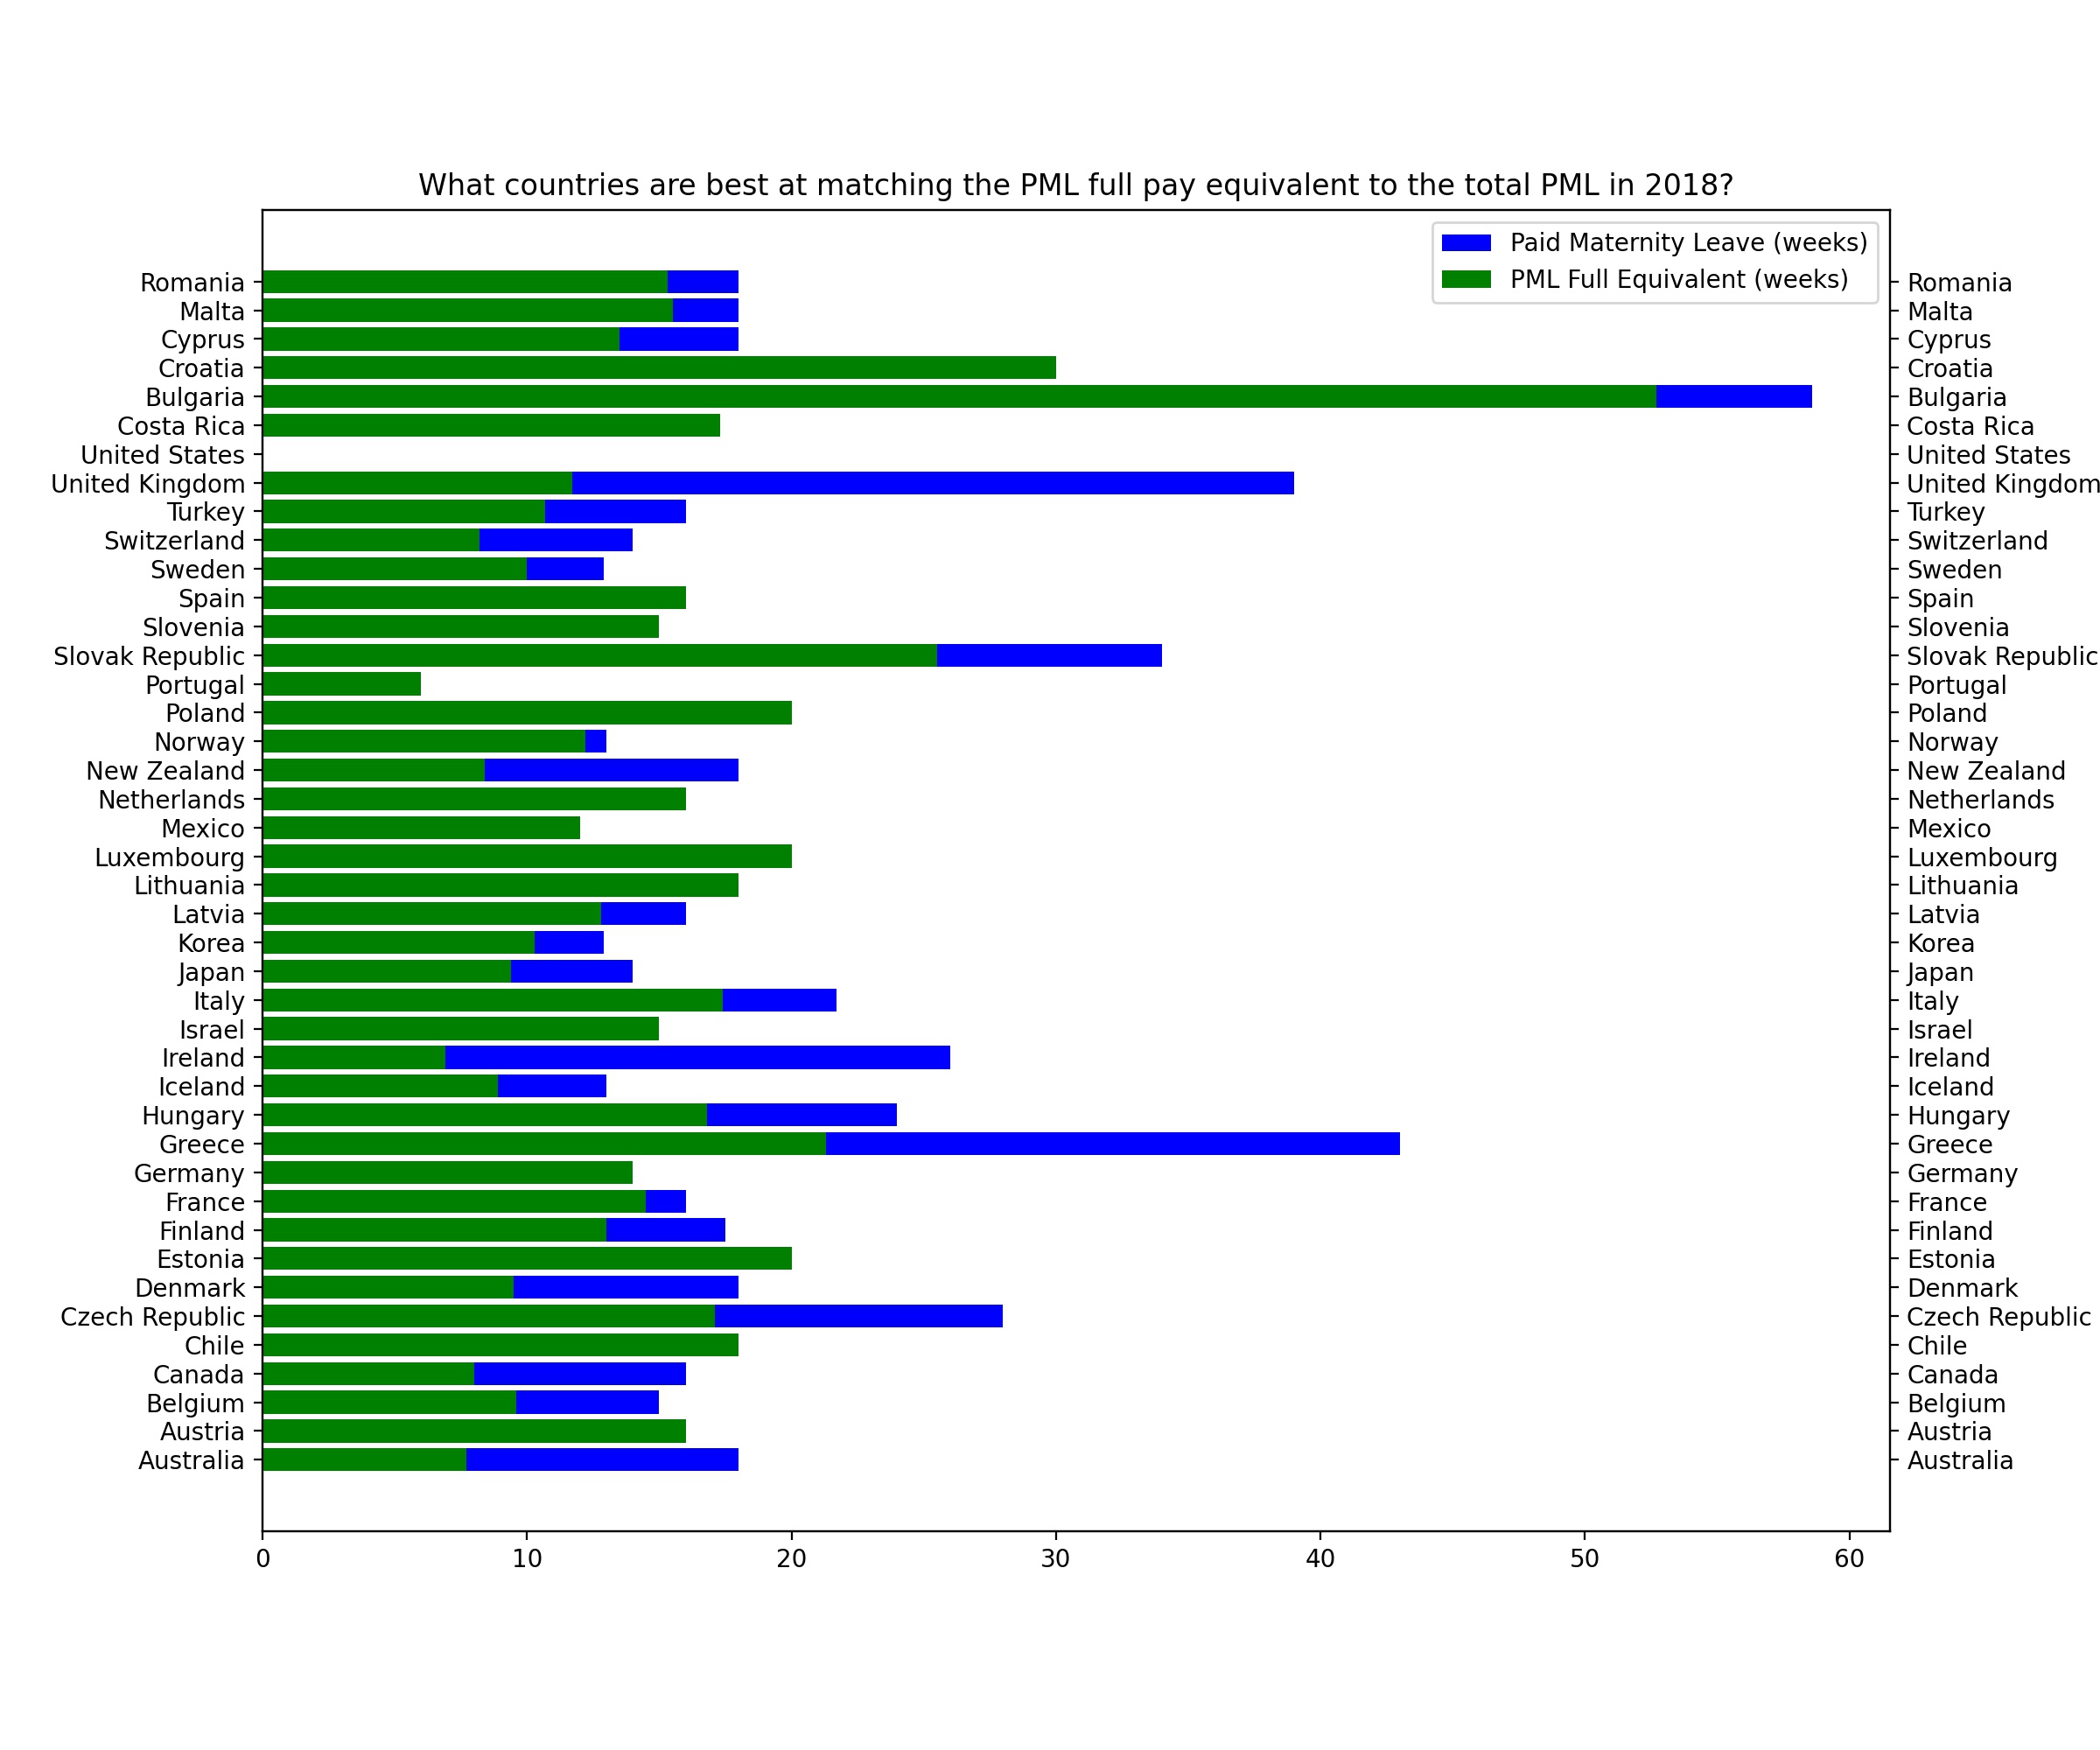 What countries are best at matching the PML full pay equivalent to the total PML in 2018?
Paid Maternity Leave (weeks)
PML Full Equivalent (weeks)
Romania Romania
Malta Malta
Cyprus Cyprus
Croatia Croatia
Bulgaria Bulgaria
Costa Rica Costa Rica
United States United States
United Kingdom United Kingdom
Turkey Turkey
Switzerland Switzerland
Sweden Sweden
Spain Spain
Slovenia Slovenia
Slovak Republic Slovak Republic
Portugal Portugal
Poland Poland
Norway Norway
New Zealand New Zealand
Netherlands Netherlands
Mexico Mexico
Luxembourg Luxembourg
Lithuania Lithuania
Latvia Latvia
Korea Korea
Japan Japan
Italy Italy
Israel Israel
Ireland Ireland
Iceland Iceland
Hungary Hungary
Greece Greece
Germany Germany
France France
Finland Finland
Estonia Estonia
Denmark Denmark
Czech Republic Czech Republic
Chile Chile
Canada Canada
Belgium Belgium
Austria Austria
Australia Australia
0 10 20 30 40 50 60